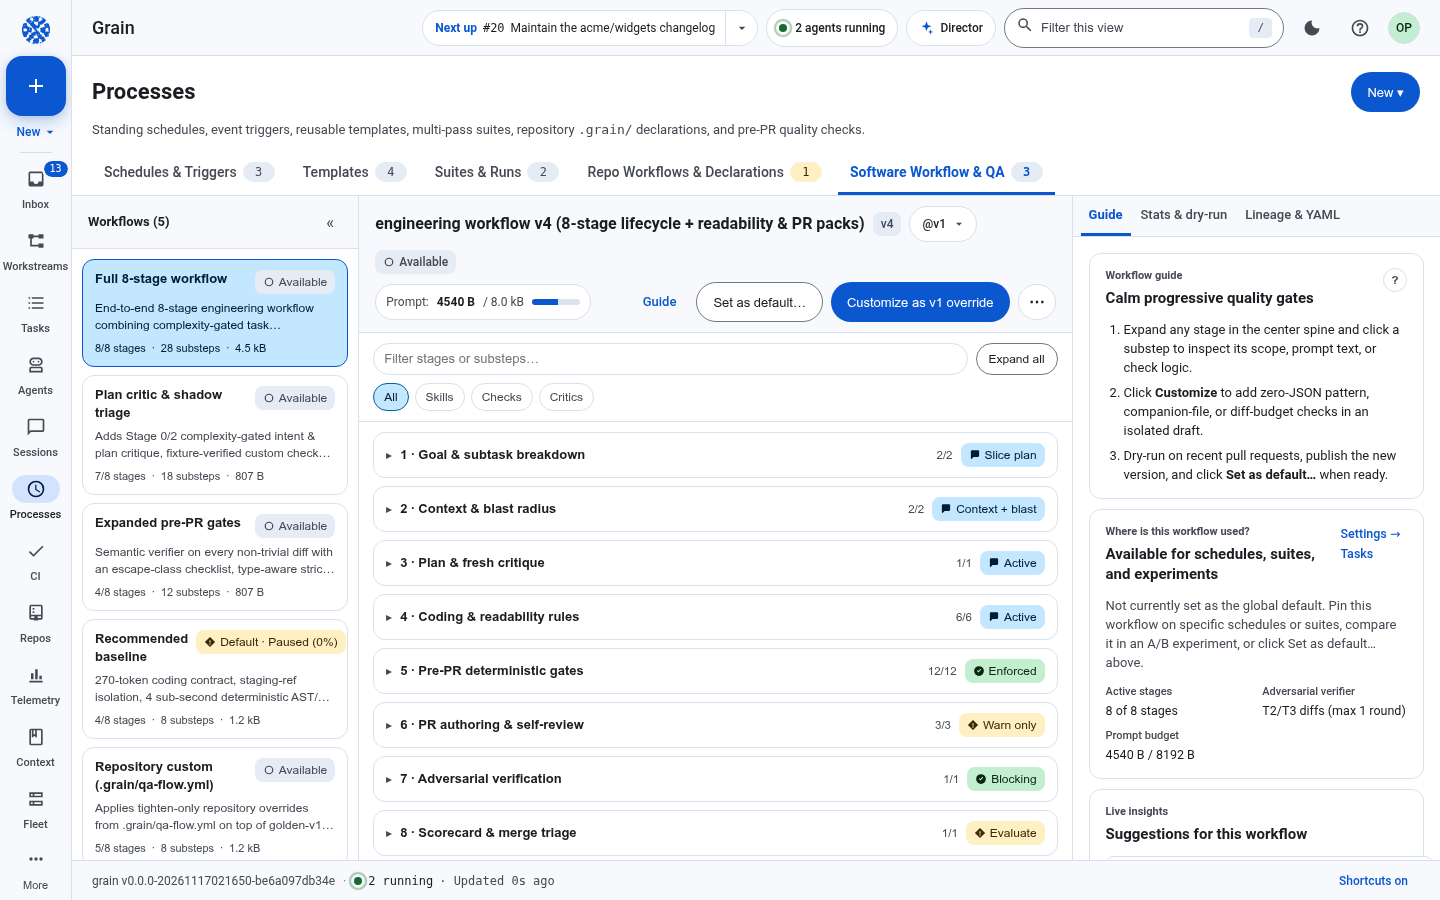 Grain
Next up #20 Maintain the acme/widgets changelog
2 agents running
Director
Filter this view
/
OP
New
13
Inbox
Workstreams
Tasks
Agents
Sessions
Processes
CI
Repos
Telemetry
Context
Fleet
More
Processes
New ▾
Standing schedules, event triggers, reusable templates, multi-pass suites, repository .grain/ declarations, and pre-PR quality checks.
Schedules & Triggers 3
Templates 4
Suites & Runs 2
Repo Workflows & Declarations 1
Software Workflow & QA 3
Workflows (5)
«
Full 8-stage workflow
Available
End-to-end 8-stage engineering workflow
combining complexity-gated task…
8/8 stages · 28 substeps · 4.5 kB
Plan critic & shadow
triage
Available
Adds Stage 0/2 complexity-gated intent &
plan critique, fixture-verified custom check…
7/8 stages · 18 substeps · 807 B
Expanded pre-PR gates
Available
Semantic verifier on every non-trivial diff with
an escape-class checklist, type-aware stric…
4/8 stages · 12 substeps · 807 B
Recommended
baseline
Default · Paused (0%)
270-token coding contract, staging-ref
isolation, 4 sub-second deterministic AST/…
4/8 stages · 8 substeps · 1.2 kB
Repository custom
(.grain/qa-flow.yml)
Available
Applies tighten-only repository overrides
from .grain/qa-flow.yml on top of golden-v1…
5/8 stages · 8 substeps · 1.2 kB
engineering workflow v4 (8-stage lifecycle + readability & PR packs)
v4
@v1
Available
Prompt: 4540 B / 8.0 kB
Guide
Set as default…
Customize as v1 override
Filter stages or substeps…
Expand all
All
Skills
Checks
Critics
▸ 1 · Goal & subtask breakdown 2/2 Slice plan
▸ 2 · Context & blast radius 2/2 Context + blast
▸ 3 · Plan & fresh critique 1/1 Active
▸ 4 · Coding & readability rules 6/6 Active
▸ 5 · Pre-PR deterministic gates 12/12 Enforced
▸ 6 · PR authoring & self-review 3/3 Warn only
▸ 7 · Adversarial verification 1/1 Blocking
▸ 8 · Scorecard & merge triage 1/1 Evaluate
Guide
Stats & dry-run
Lineage & YAML
Workflow guide
?
Calm progressive quality gates
1. Expand any stage in the center spine and click a
substep to inspect its scope, prompt text, or
check logic.
2. Click Customize to add zero-JSON pattern,
companion-file, or diff-budget checks in an
isolated draft.
3. Dry-run on recent pull requests, publish the new
version, and click Set as default… when ready.
Where is this workflow used?
Available for schedules, suites,
and experiments
Settings →
Tasks
Not currently set as the global default. Pin this
workflow on specific schedules or suites, compare
it in an A/B experiment, or click Set as default…
above.
Active stages
8 of 8 stages
Adversarial verifier
T2/T3 diffs (max 1 round)
Prompt budget
4540 B / 8192 B
Live insights
Suggestions for this workflow
grain v0.0.0-20261117021650-be6a097db34e · 2 running · Updated 0s ago
Shortcuts on